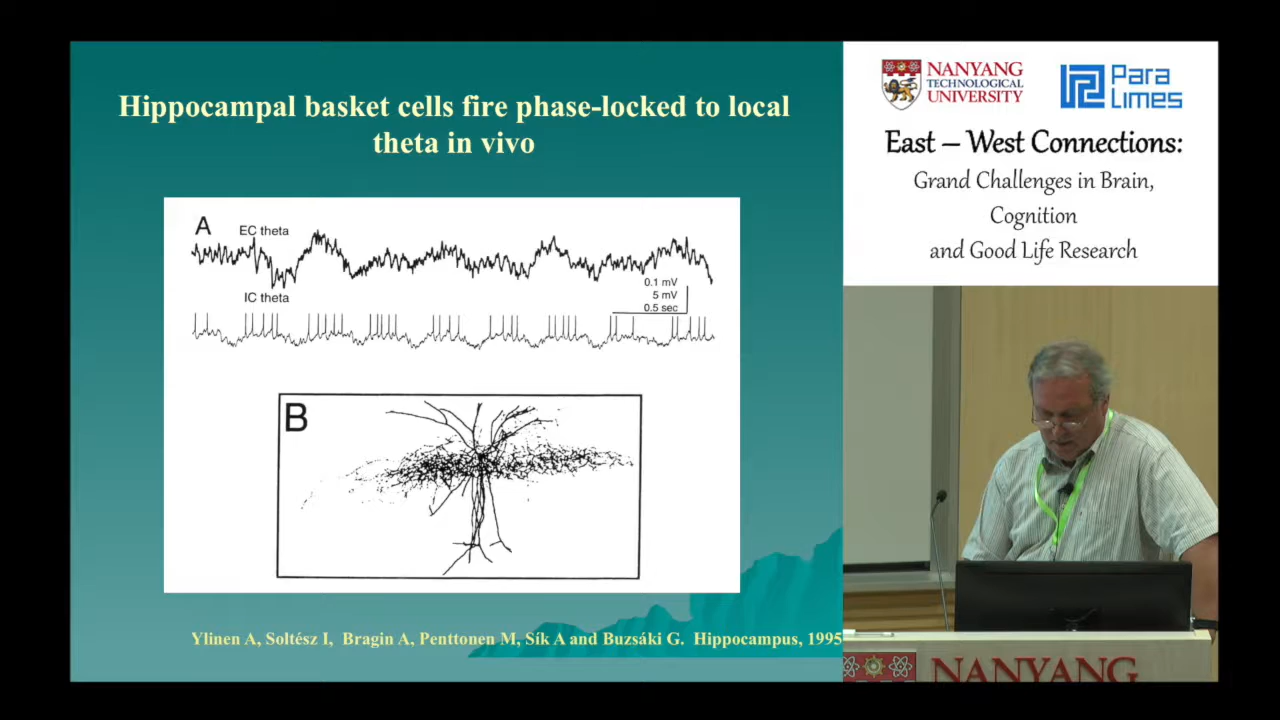 Hippocampal basket cells fire phase-locked to local
theta in vivo
A
EC theta
0.1 mV
5 mV
0.5 sec
IC theta
B
Ylinen A, Soltész I, Bragin A, Penttonen M, Sík A and Buzsáki G. Hippocampus, 1995
NANYANG
TECHNOLOGICAL
UNIVERSITY
Para
Limes
East – West Connections:
Grand Challenges in Brain,
Cognition
and Good Life Research
NANYANG